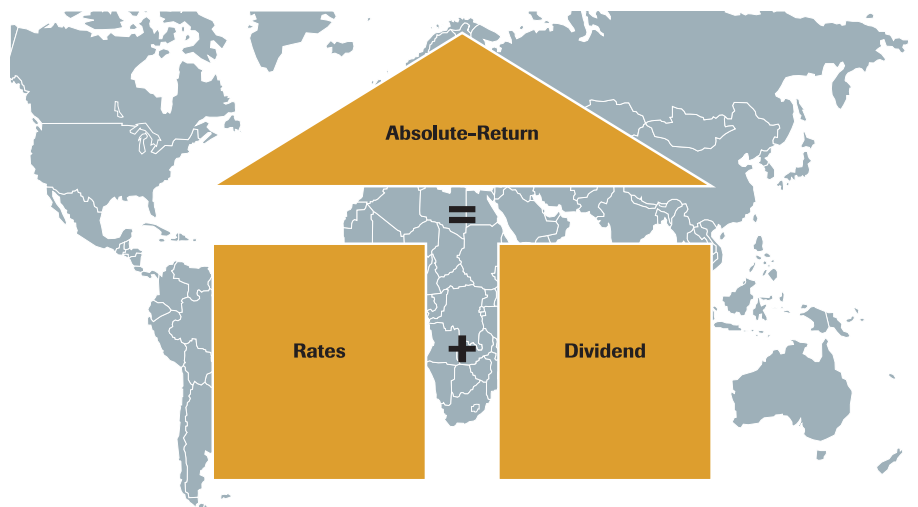 Absolute–Return
=
Rates
+
Dividend